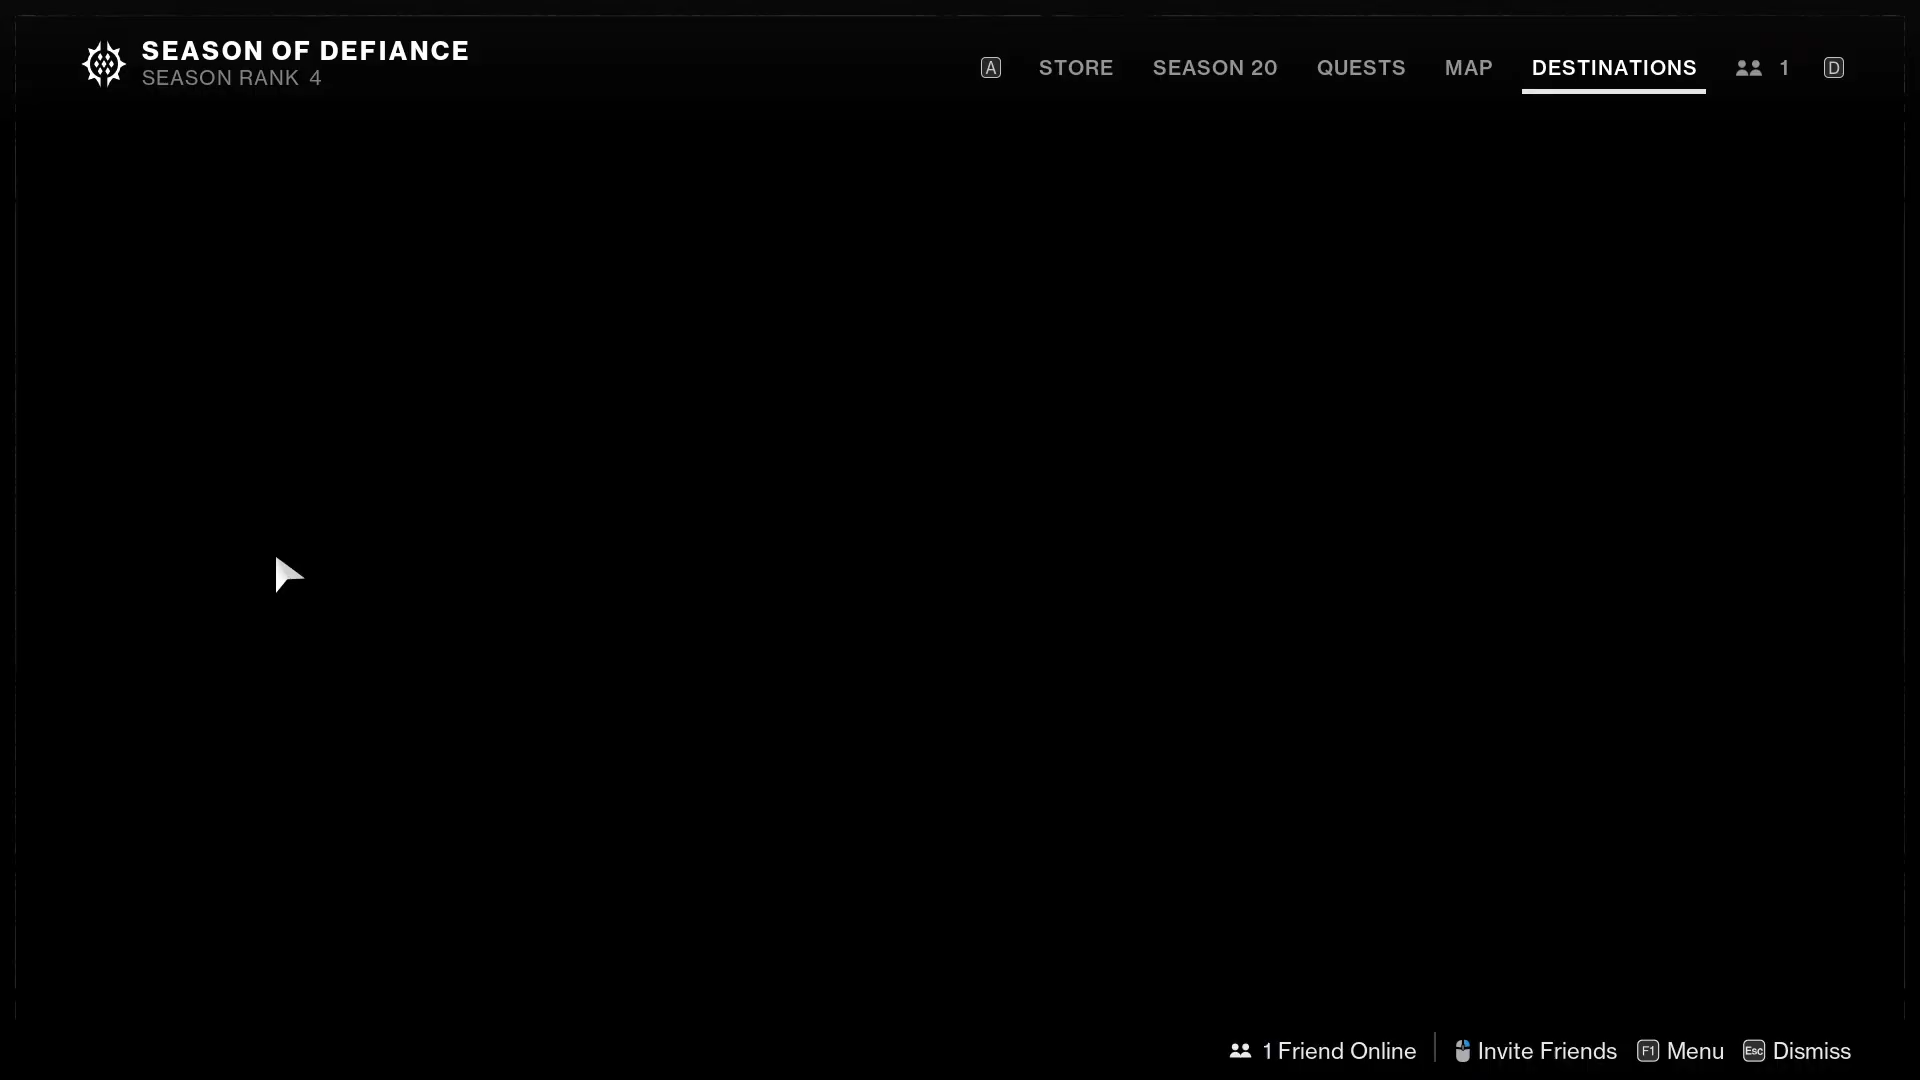 SEASON OF DEFIANCE
SEASON RANK 4
A STORE SEASON 20 QUESTS MAP DESTINATIONS 1 D
1 Friend Online Invite Friends F1 Menu Esc Dismiss